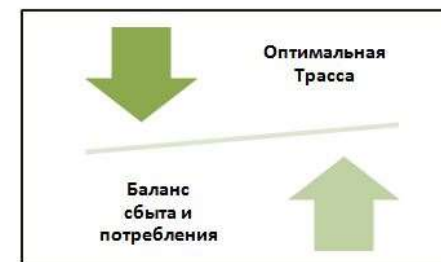 Оптимальная
Трасса
Баланс
сбыта и
потребления